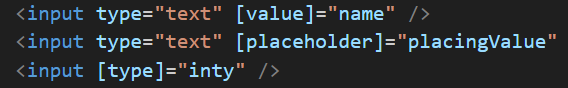 <input type="text" [value]="name" />
<input type="text" [placeholder]="placingValue"
<input [type]="inty" />